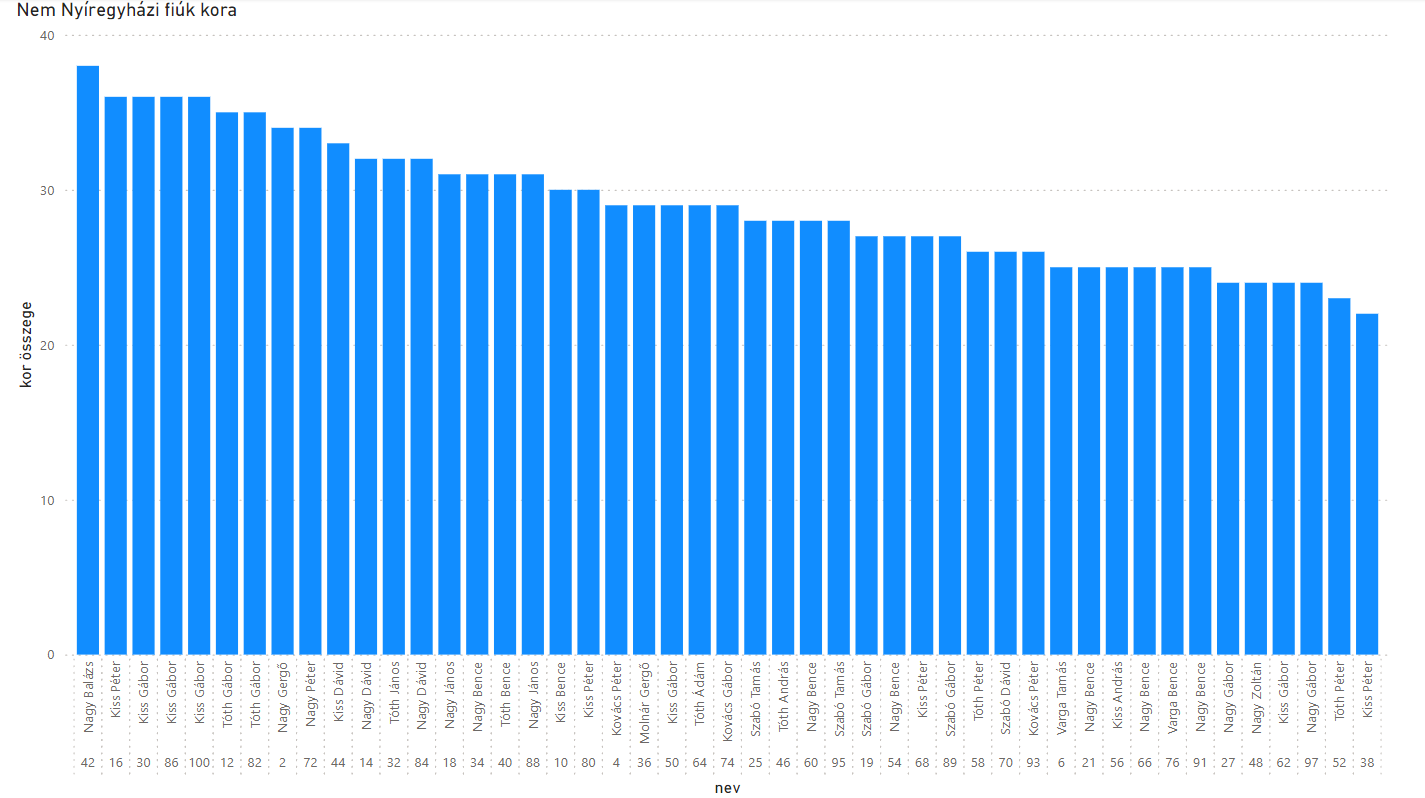 Nem Nyíregyházi fiúk kora
40
30
20
10
0
kor összege
Nagy Balázs
Kiss Péter
Kiss Gábor
Kiss Gábor
Kiss Gábor
Tóth Gábor
Tóth Gábor
Nagy Gergő
Nagy Péter
Kiss Dávid
Nagy Dávid
Tóth János
Nagy Dávid
Nagy János
Nagy Bence
Tóth Bence
Nagy János
Kiss Bence
Kiss Péter
Kovács Péter
Molnár Gergő
Kiss Gábor
Tóth Ádám
Kovács Gábor
Szabó Tamás
Tóth András
Nagy Bence
Szabó Tamás
Szabó Gábor
Nagy Bence
Kiss Péter
Szabó Gábor
Tóth Péter
Szabó Dávid
Kovács Péter
Varga Tamás
Nagy Bence
Kiss András
Nagy Bence
Varga Bence
Nagy Bence
Nagy Gábor
Nagy Zoltán
Kiss Gábor
Nagy Gábor
Tóth Péter
Kiss Péter
42 16 30 86 100 12 82 2 72 44 14 32 84 18 34 40 88 10 80 4 36 50 64 74 25 46 60 95 19 54 68 89 58 70 93 6 21 56 66 76 91 27 48 62 97 52 38
nev